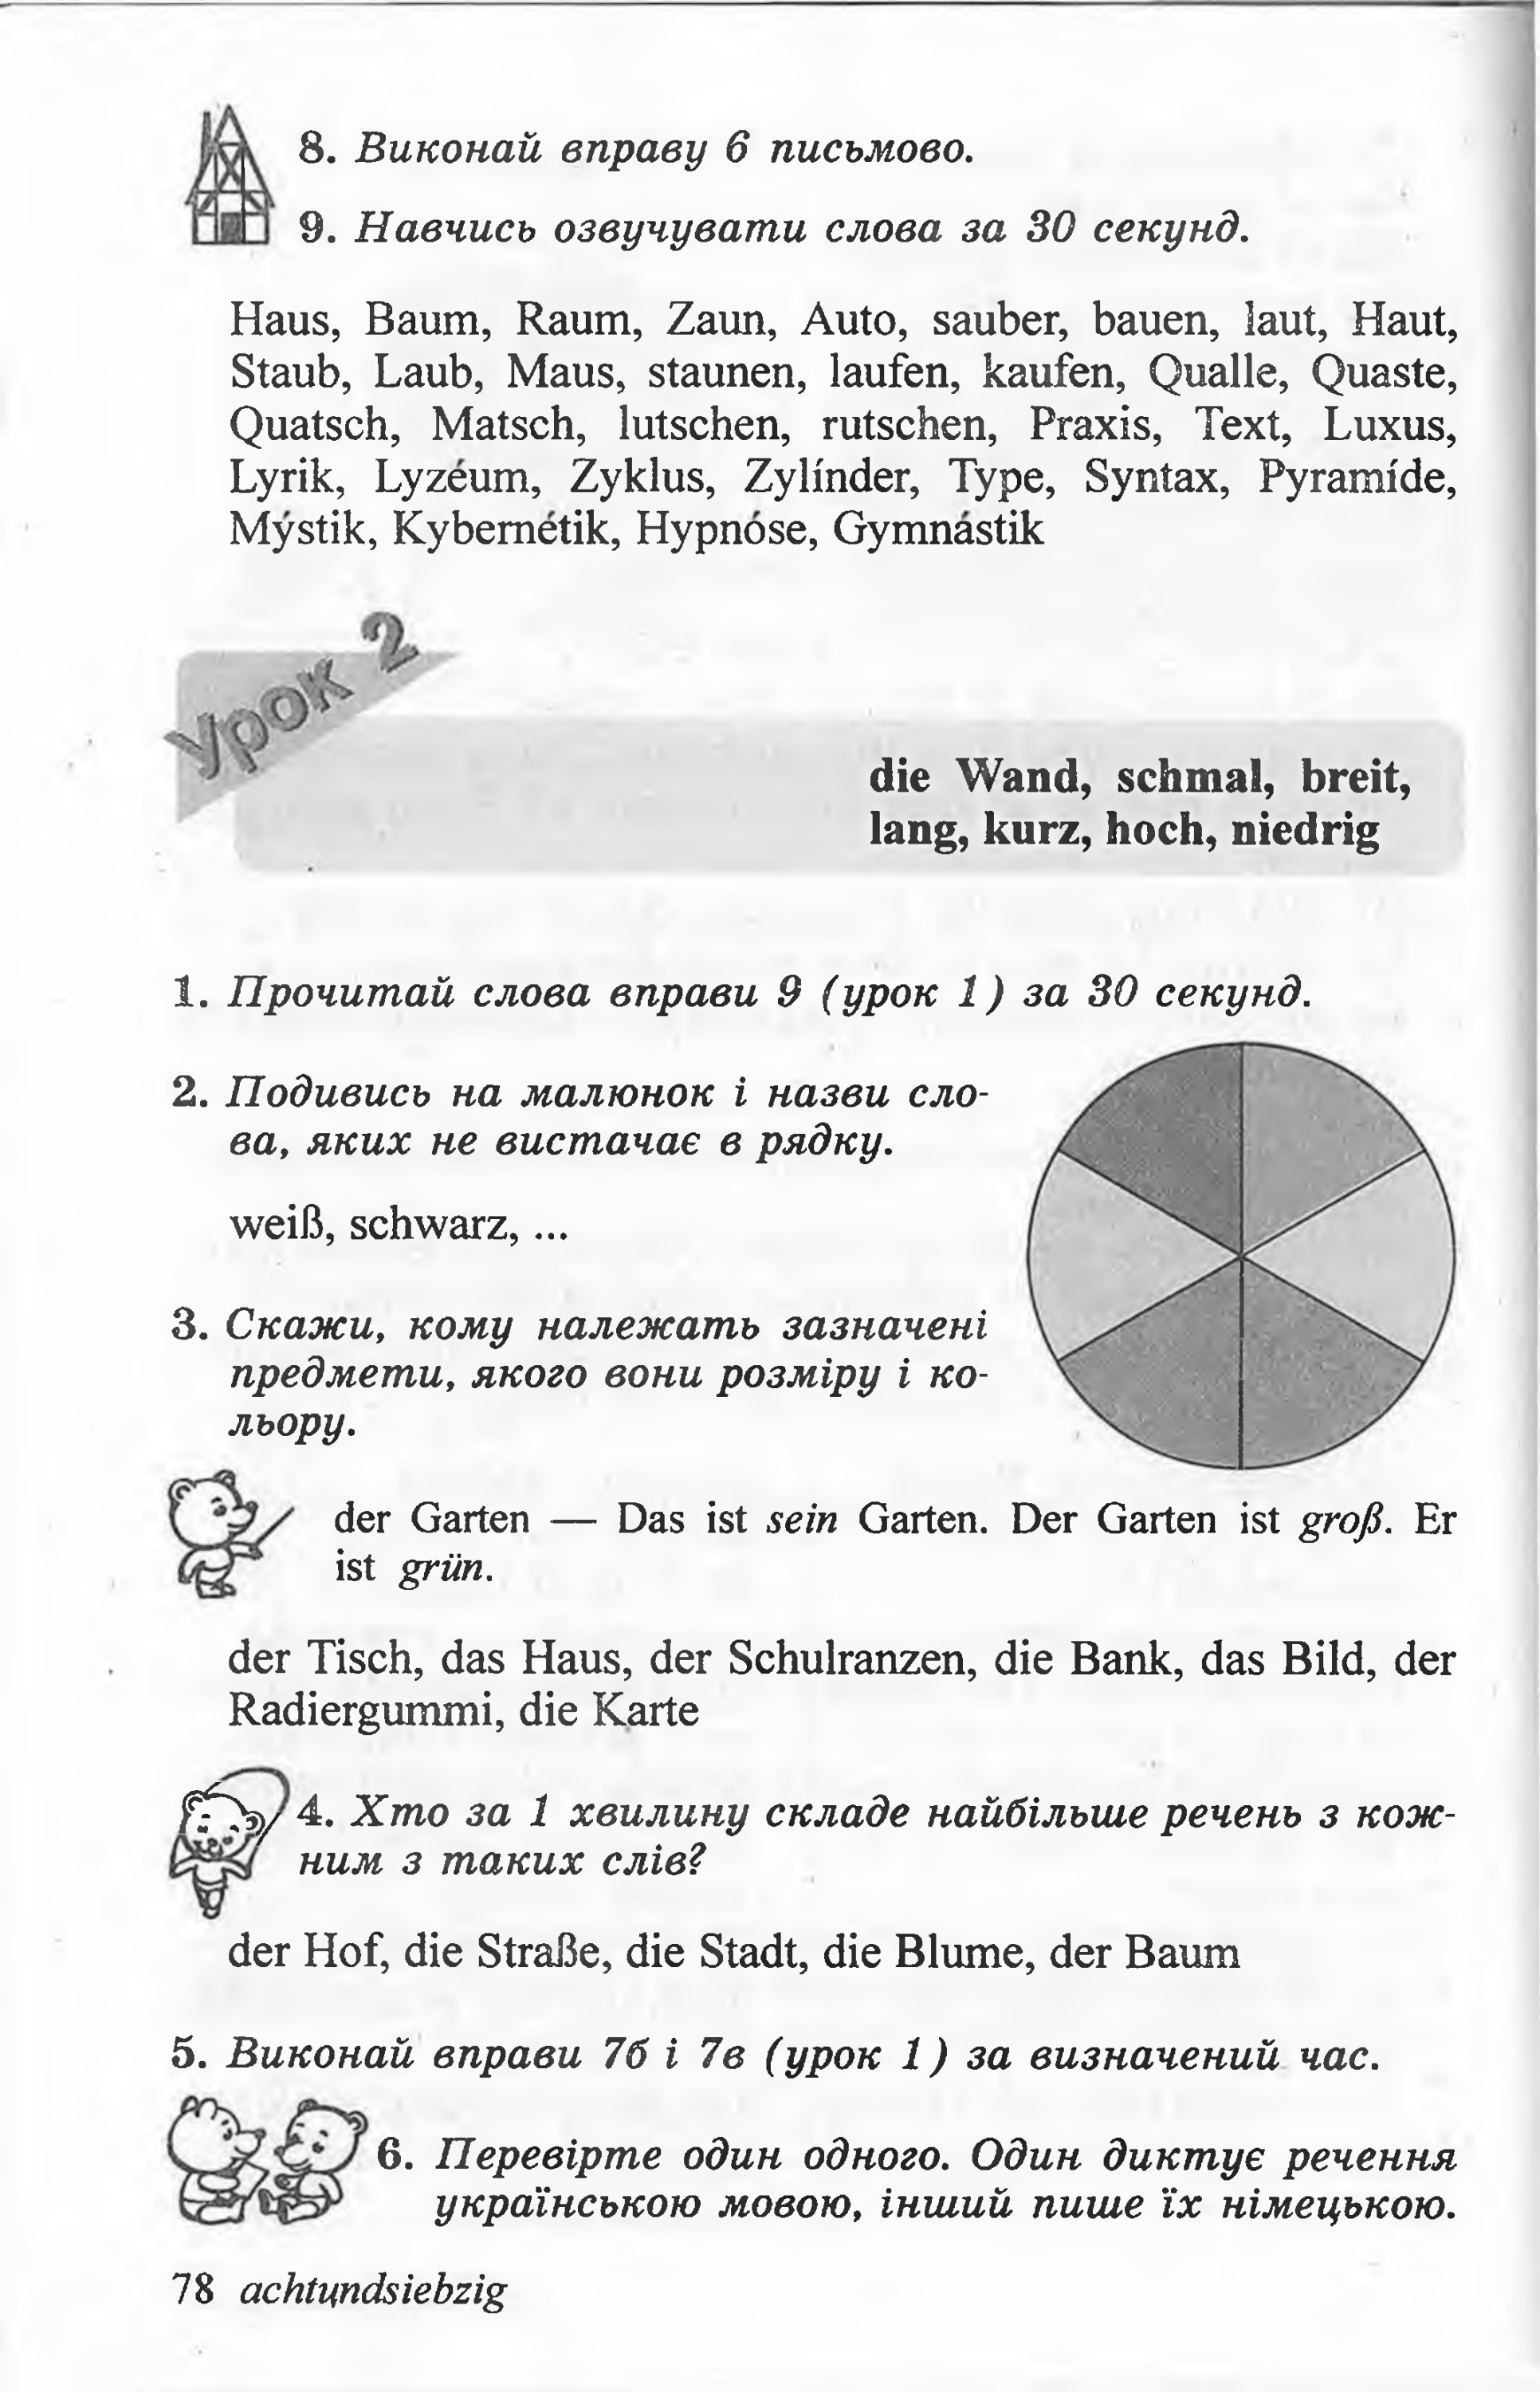 8. Виконай вправу 6 письмово.
9. Навчись озвучувати слова за 30 секунд.
Haus, Baum, Raum, Zaun, Auto, sauber, bauen, laut, Haut,
Staub, Laub, Maus, staunen, laufen, kaufen, Qualle, Quaste,
Quatsch, Matsch, lutschen, rutschen, Praxis, Text, Luxus,
Lyrik, Lyzéum, Zyklus, Zylínder, Type, Syntax, Pyramíde,
Mýstik, Kybernétik, Hypnóse, Gymnástik
Урок 2
die Wand, schmal, breit,
lang, kurz, hoch, niedrig
1. Прочитай слова вправи 9 (урок 1) за 30 секунд.
2. Подивись на малюнок і назви сло-
ва, яких не вистачає в рядку.
weiß, schwarz, ...
3. Скажи, кому належать зазначені
предмети, якого вони розміру і ко-
льору.
der Garten — Das ist sein Garten. Der Garten ist groß. Er
ist grün.
der Tisch, das Haus, der Schulranzen, die Bank, das Bild, der
Radiergummi, die Karte
4. Хто за 1 хвилину складе найбільше речень з кож-
ним з таких слів?
der Hof, die Straße, die Stadt, die Blume, der Baum
5. Виконай вправи 7б і 7в (урок 1) за визначений час.
6. Перевірте один одного. Один диктує речення
українською мовою, інший пише їх німецькою.
78 achtundsiebzig